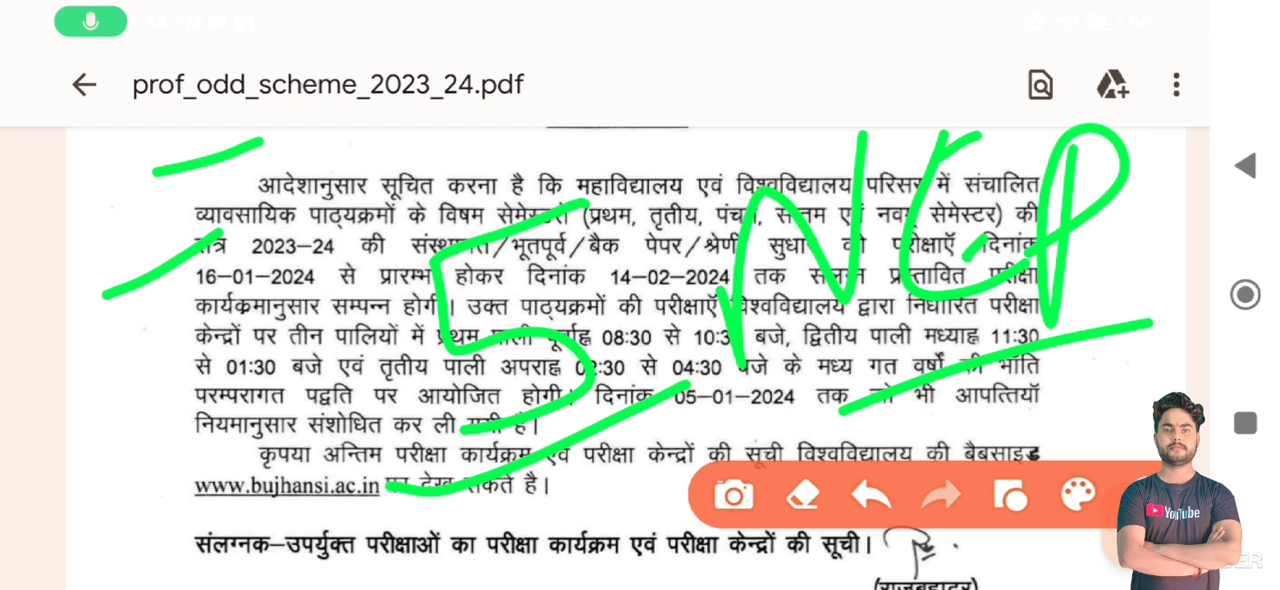 prof_odd_scheme_2023_24.pdf
आदेशानुसार सूचित करना है कि महाविद्यालय एवं विश्वविद्यालय परिसर में संचालित
व्यावसायिक पाठ्यक्रमों के विषम सेमेस्टरों (प्रथम, तृतीय, पंचम, सप्तम एवं नवम् सेमेस्टर) की
सत्र 2023-24 की संस्थागत/भूतपूर्व/बैक पेपर/श्रेणी सुधार की परीक्षाएँ दिनांक
16-01-2024 से प्रारम्भ होकर दिनांक 14-02-2024 तक संलग्न प्रस्तावित परीक्षा
कार्यक्रमानुसार सम्पन्न होगी। उक्त पाठ्यक्रमों की परीक्षाएँ विश्वविद्यालय द्वारा निर्धारित परीक्षा
केन्द्रों पर तीन पालियों में प्रथम पाली पूर्वाह्न 08:30 से 10:30 बजे, द्वितीय पाली मध्याह्न 11:30
से 01:30 बजे एवं तृतीय पाली अपराह्न 02:30 से 04:30 बजे के मध्य गत वर्षों की भॉति
परम्परागत पद्वति पर आयोजित होगी। दिनांक 05-01-2024 तक की भी आपत्तियॉ
नियमानुसार संशोधित कर ली गयी है।
कृपया अन्तिम परीक्षा कार्यक्रम एवं परीक्षा केन्द्रों की सूची विश्वविद्यालय की बैबसाइड
www.bujhansi.ac.in पर देख सकते है।
संलग्नक-उपर्युक्त परीक्षाओं का परीक्षा कार्यक्रम एवं परीक्षा केन्द्रों की सूची।
(राजबहादुर)
5 NEP
YouTube